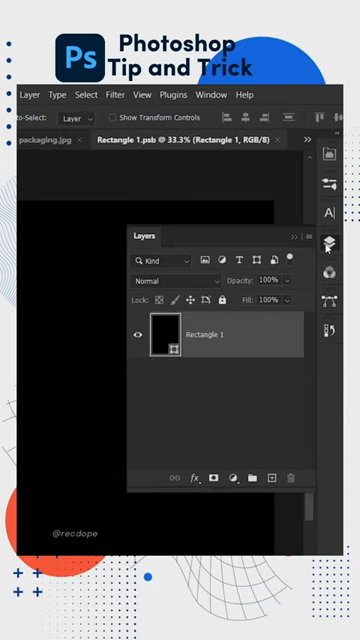 Ps
Photoshop
Tip and Trick
Layer Type Select Filter View Plugins Window Help
to-Select: Layer Show Transform Controls
packaging.jpg × Rectangle 1.psb @ 33.3% (Rectangle 1, RGB/8) ×
A|
Layers
Kind T
Normal Opacity: 100%
Lock: Fill: 100%
Rectangle 1
fx
@recdope